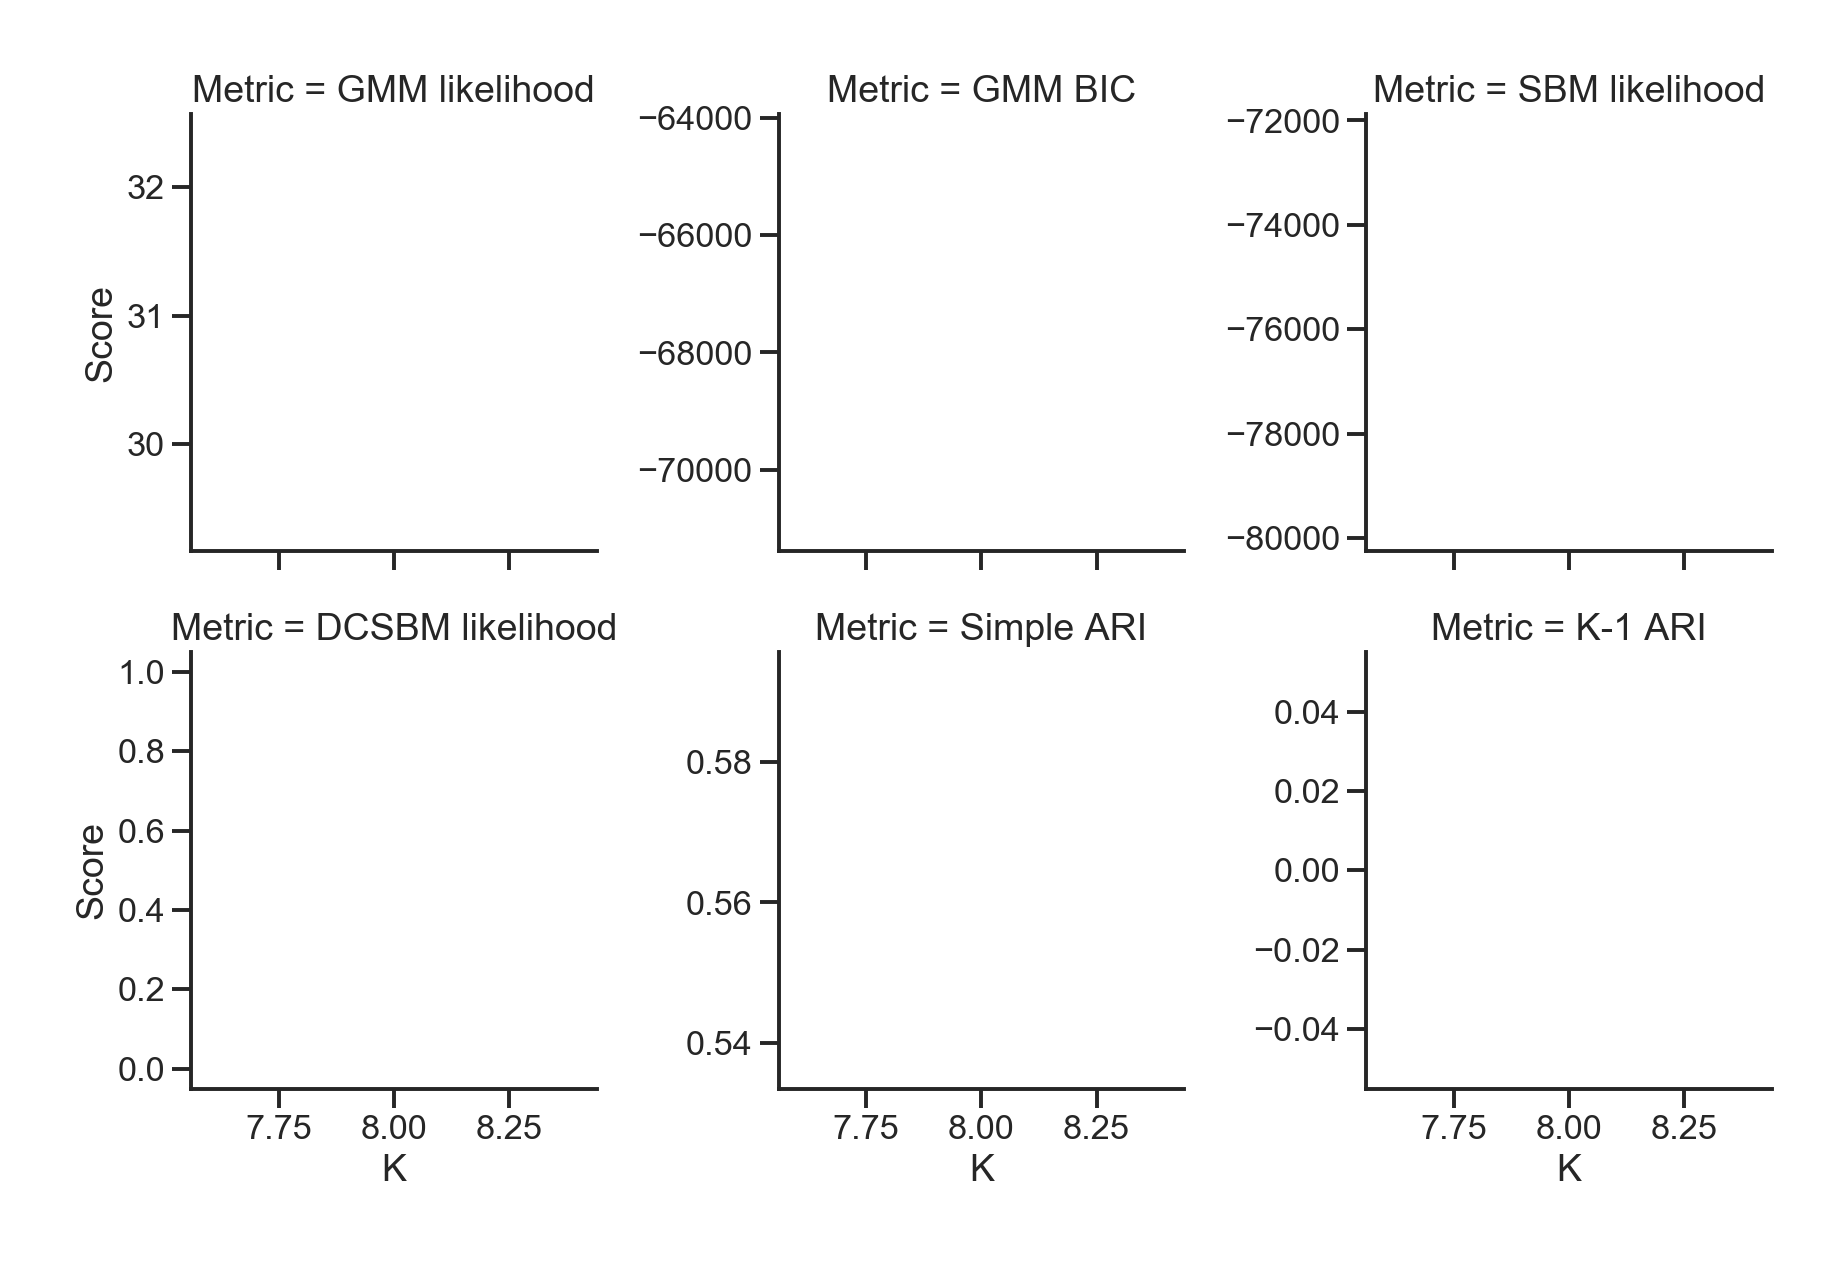 Metric = GMM likelihood
Metric = GMM BIC
Metric = SBM likelihood
32
31
30
Score
−64000
−66000
−68000
−70000
−72000
−74000
−76000
−78000
−80000
Metric = DCSBM likelihood
Metric = Simple ARI
Metric = K-1 ARI
1.0
0.8
0.6
0.4
0.2
0.0
Score
0.58
0.56
0.54
0.04
0.02
0.00
−0.02
−0.04
7.75 8.00 8.25
7.75 8.00 8.25
7.75 8.00 8.25
K
K
K